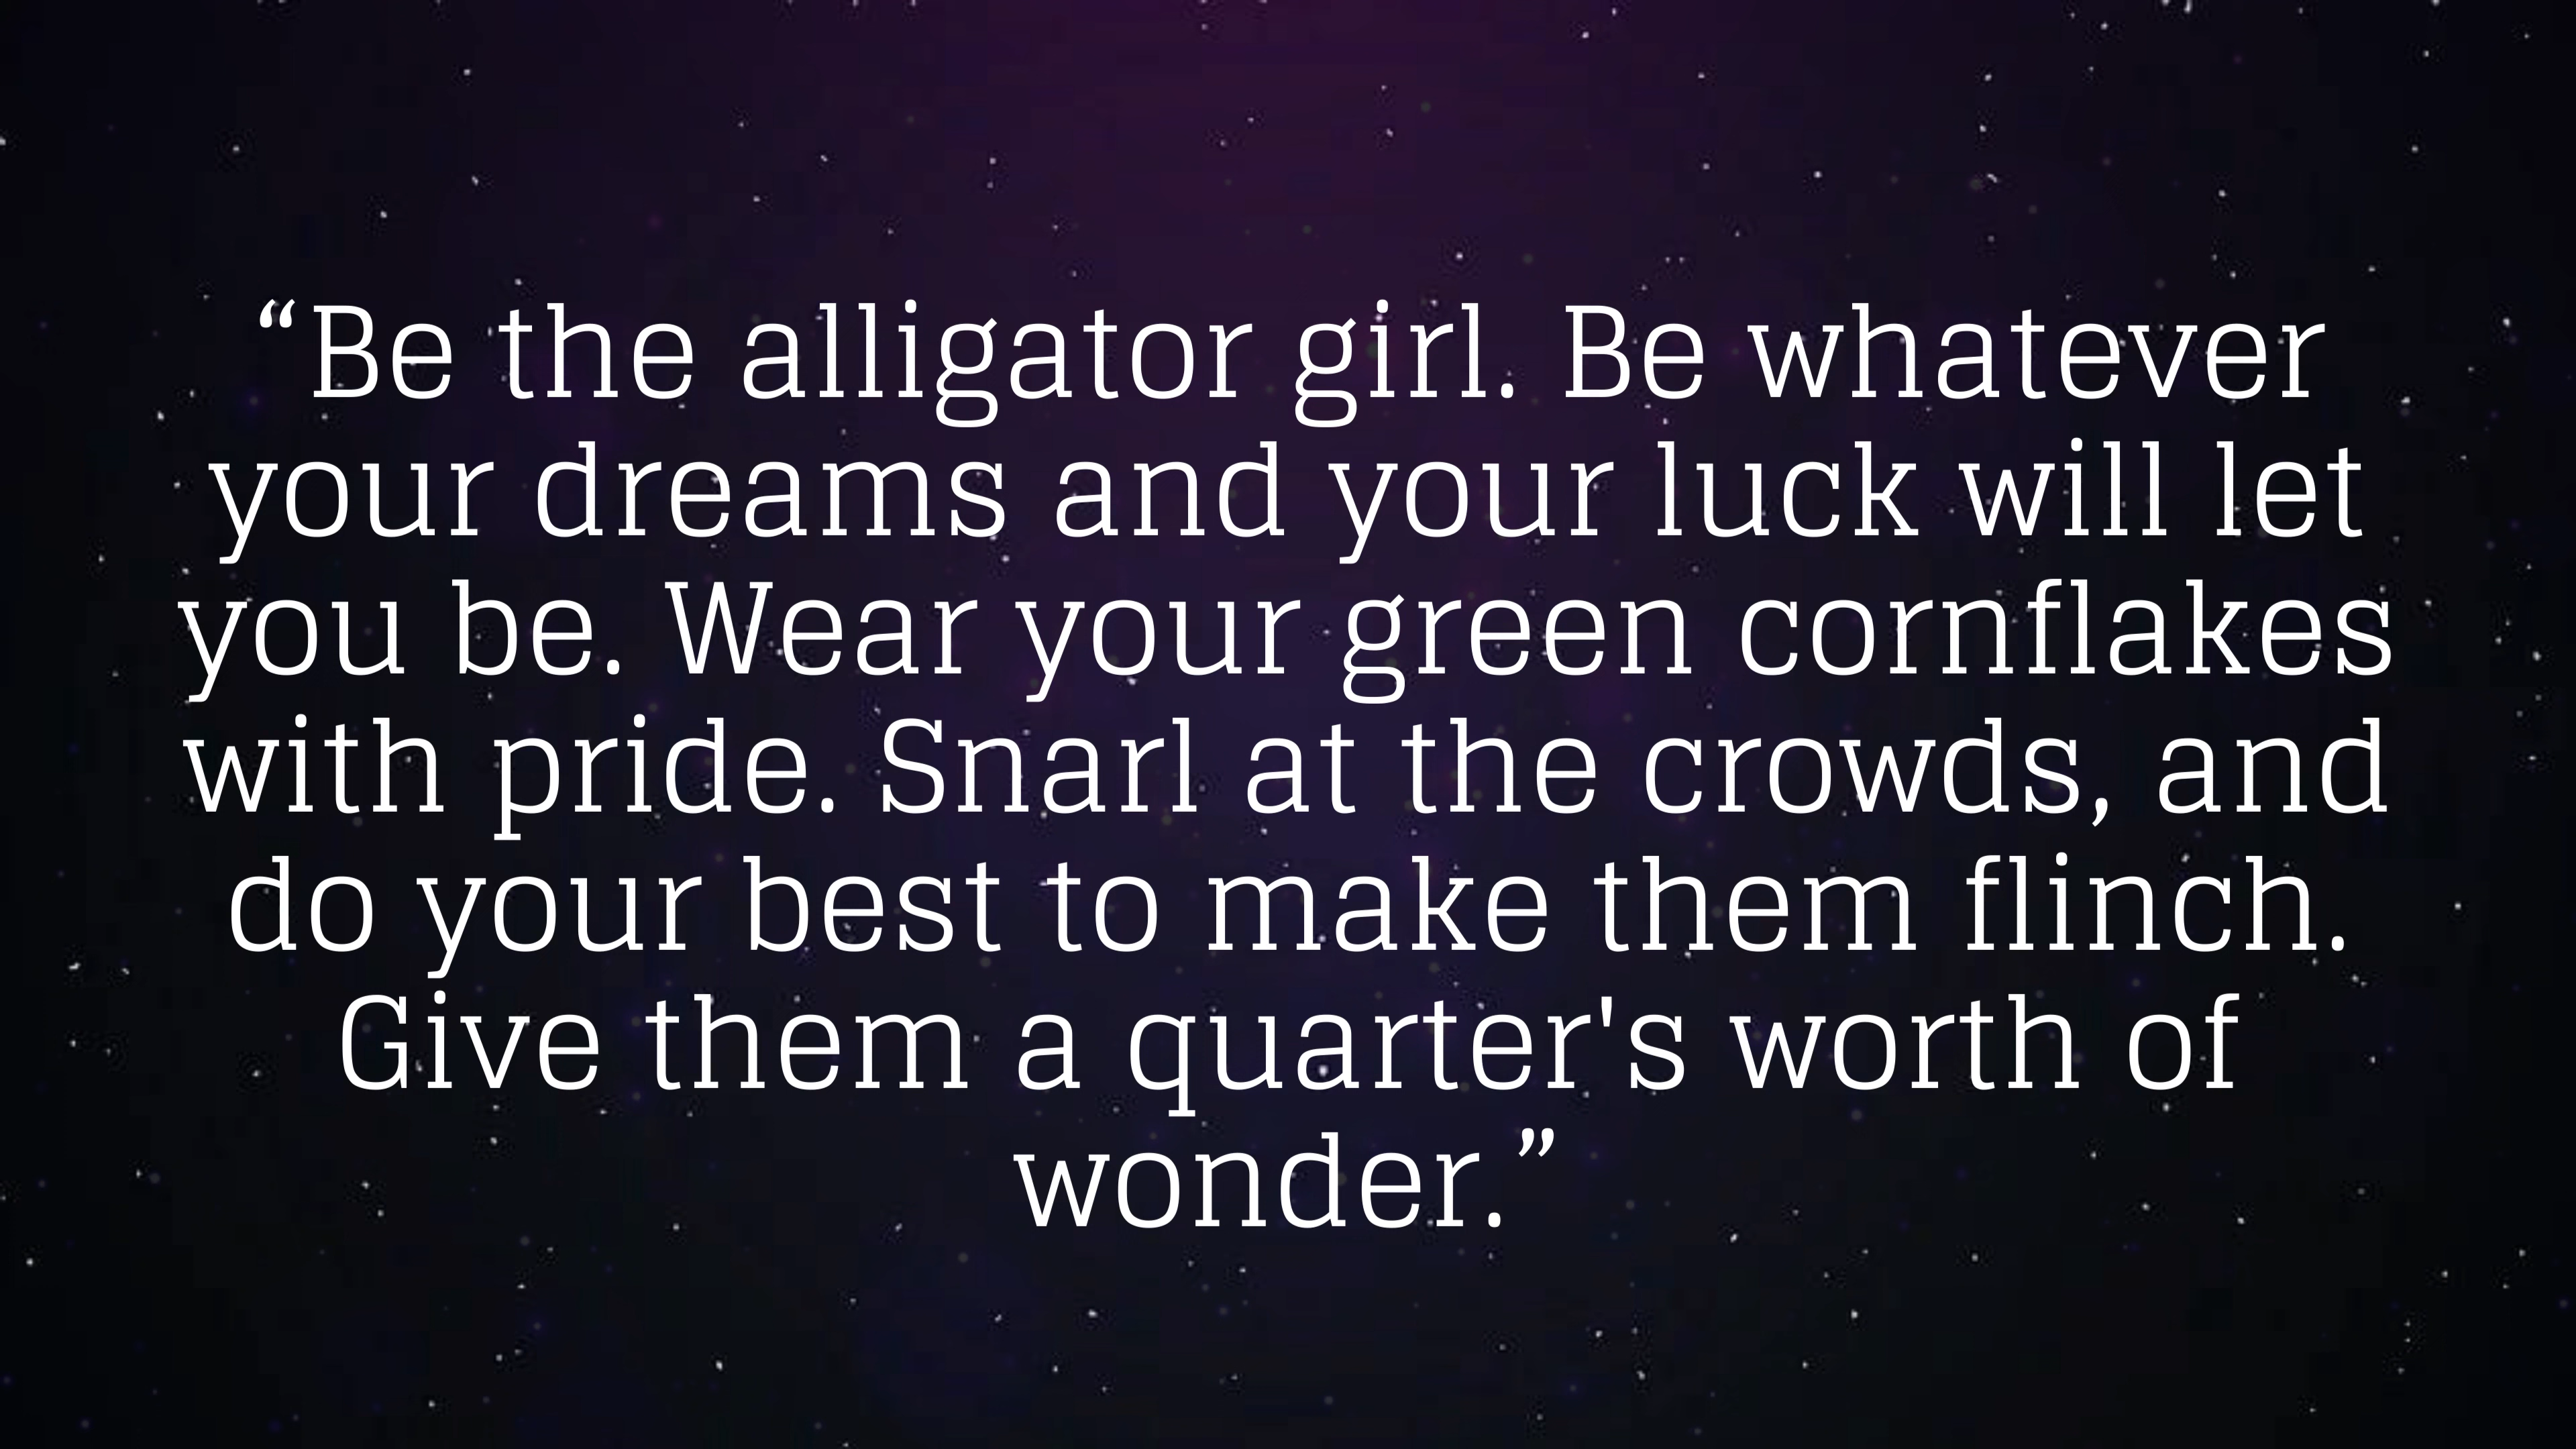 “Be the alligator girl. Be whatever
your dreams and your luck will let
you be. Wear your green cornflakes
with pride. Snarl at the crowds, and
do your best to make them flinch.
Give them a quarter's worth of
wonder.”